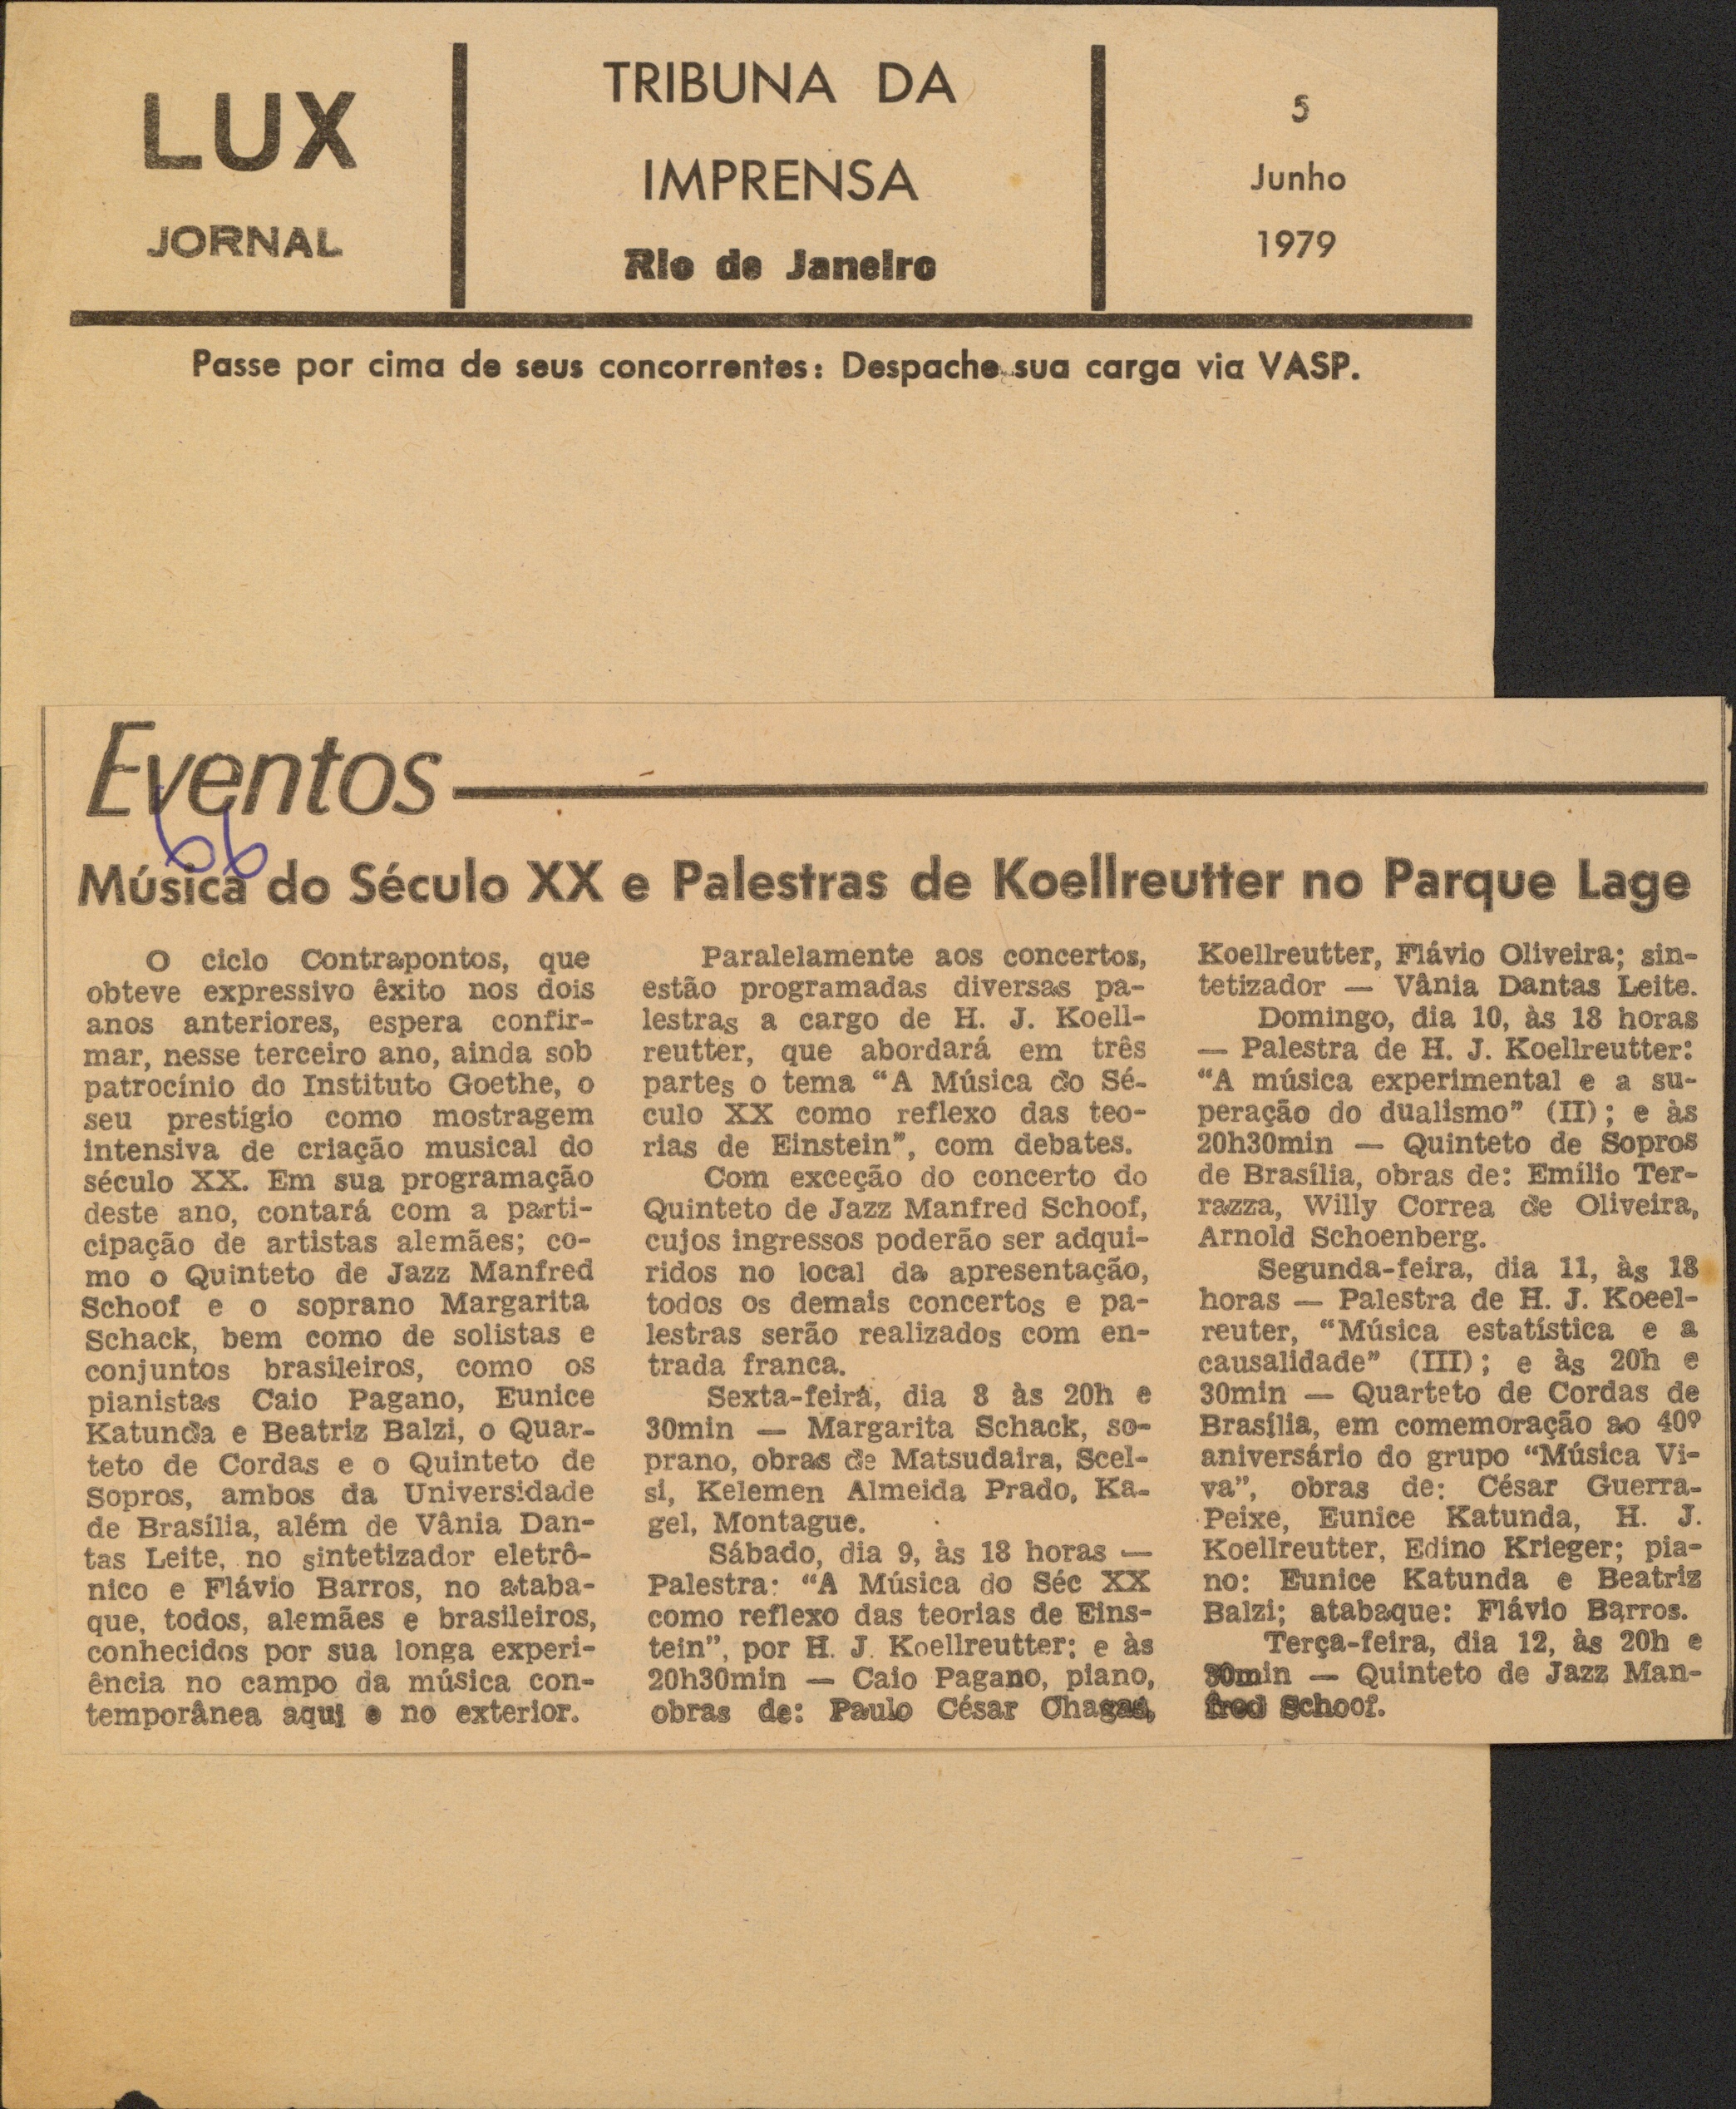 LUX
JORNAL
TRIBUNA DA
IMPRENSA
Rio de Janeiro
5
Junho
1979
Passe por cima de seus concorrentes: Despache sua carga via VASP.
Eventos
66
Música do Século XX e Palestras de Koellreutter no Parque Lage
O ciclo Contrapontos, que
obteve expressivo êxito nos dois
anos anteriores, espera confir-
mar, nesse terceiro ano, ainda sob
patrocínio do Instituto Goethe, o
seu prestígio como mostragem
intensiva de criação musical do
século XX. Em sua programação
deste ano, contará com a parti-
cipação de artistas alemães; co-
mo o Quinteto de Jazz Manfred
Schoof e o soprano Margarita
Schack, bem como de solistas e
conjuntos brasileiros, como os
pianistas Caio Pagano, Eunice
Katunda e Beatriz Balzi, o Quar-
teto de Cordas e o Quinteto de
Sopros, ambos da Universidade
de Brasília, além de Vânia Dan-
tas Leite, no sintetizador eletrô-
nico e Flávio Barros, no ataba-
que, todos, alemães e brasileiros,
conhecidos por sua longa experi-
ência no campo da música con-
temporânea aqui e no exterior.
Paralelamente aos concertos,
estão programadas diversas pa-
lestras a cargo de H. J. Koell-
reutter, que abordará em três
partes o tema “A Música do Sé-
culo XX como reflexo das teo-
rias de Einstein”, com debates.
Com exceção do concerto do
Quinteto de Jazz Manfred Schoof,
cujos ingressos poderão ser adqui-
ridos no local da apresentação,
todos os demais concertos e pa-
lestras serão realizados com en-
trada franca.
Sexta-feira, dia 8 às 20h e
30min — Margarita Schack, so-
prano, obras de Matsudaira, Scel-
si, Kelemen Almeida Prado, Ka-
gel, Montague.
Sábado, dia 9, às 18 horas —
Palestra: “A Música do Séc XX
como reflexo das teorias de Eins-
tein”, por H. J. Koellreutter; e às
20h30min — Caio Pagano, piano,
obras de: Paulo César Chagas,
Koellreutter, Flávio Oliveira; sin-
tetizador — Vânia Dantas Leite.
Domingo, dia 10, às 18 horas
— Palestra de H. J. Koellreutter:
“A música experimental e a su-
peração do dualismo” (II); e às
20h30min — Quinteto de Sopros
de Brasília, obras de: Emílio Ter-
razza, Willy Correa de Oliveira,
Arnold Schoenberg.
Segunda-feira, dia 11, às 18
horas — Palestra de H. J. Koeel-
reuter, “Música estatística e a
causalidade” (III); e às 20h e
30min — Quarteto de Cordas de
Brasília, em comemoração ao 40º
aniversário do grupo “Música Vi-
va”, obras de: César Guerra-
Peixe, Eunice Katunda, H. J.
Koellreutter, Edino Krieger; pia-
no: Eunice Katunda e Beatriz
Balzi; atabaque: Flávio Barros.
Terça-feira, dia 12, às 20h e
30min — Quinteto de Jazz Man-
fred Schoof.